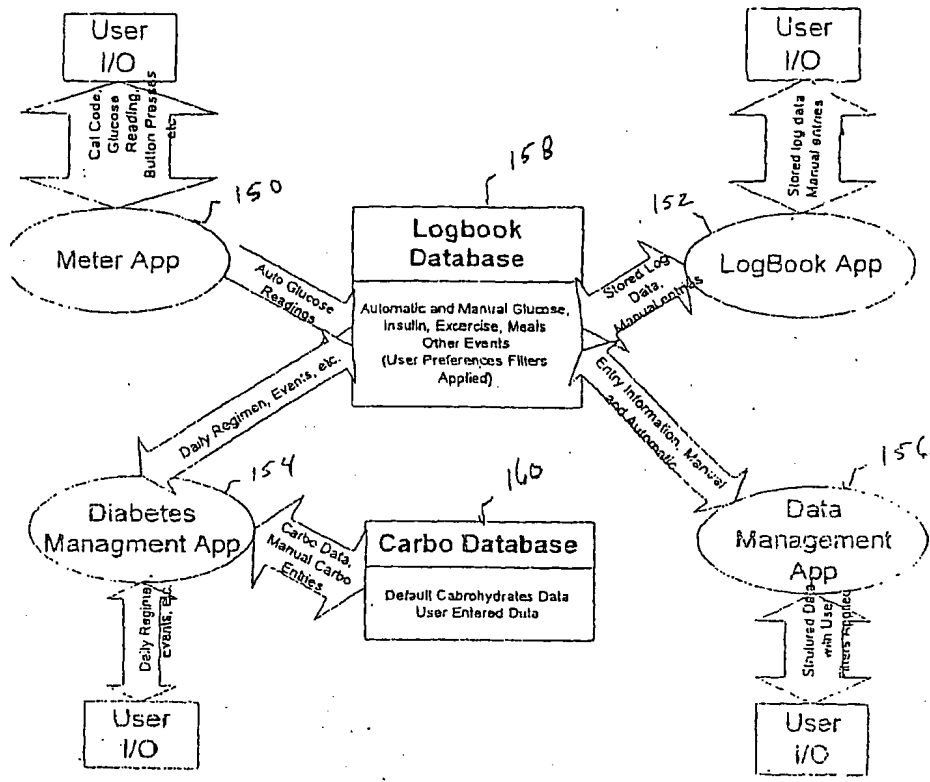 User
I/O
Cal Code,
Glucose
Reading,
Button Presses
etc
150
Meter App
Auto Glucose
Readings
158
Logbook
Database
Automatic and Manual Glucose,
Insulin, Excercise, Meals
Other Events
(User Preferences Filters
Applied)
User
I/O
Stored log data
Manual entries
152
LogBook App
Stored Log
Data,
Manual entries
Daily Regimen, Events, etc.
Entry Information, Manual
and Automatic
154
Diabetes
Managment App
Carbo Data,
Manual Carbo
Entries
160
Carbo Database
Default Cabrohydrates Data
User Entered Data
156
Data
Management
App
Daily Regime
Events, etc.
User
I/O
Strutured Data
with User
Filters Applied
User
I/O